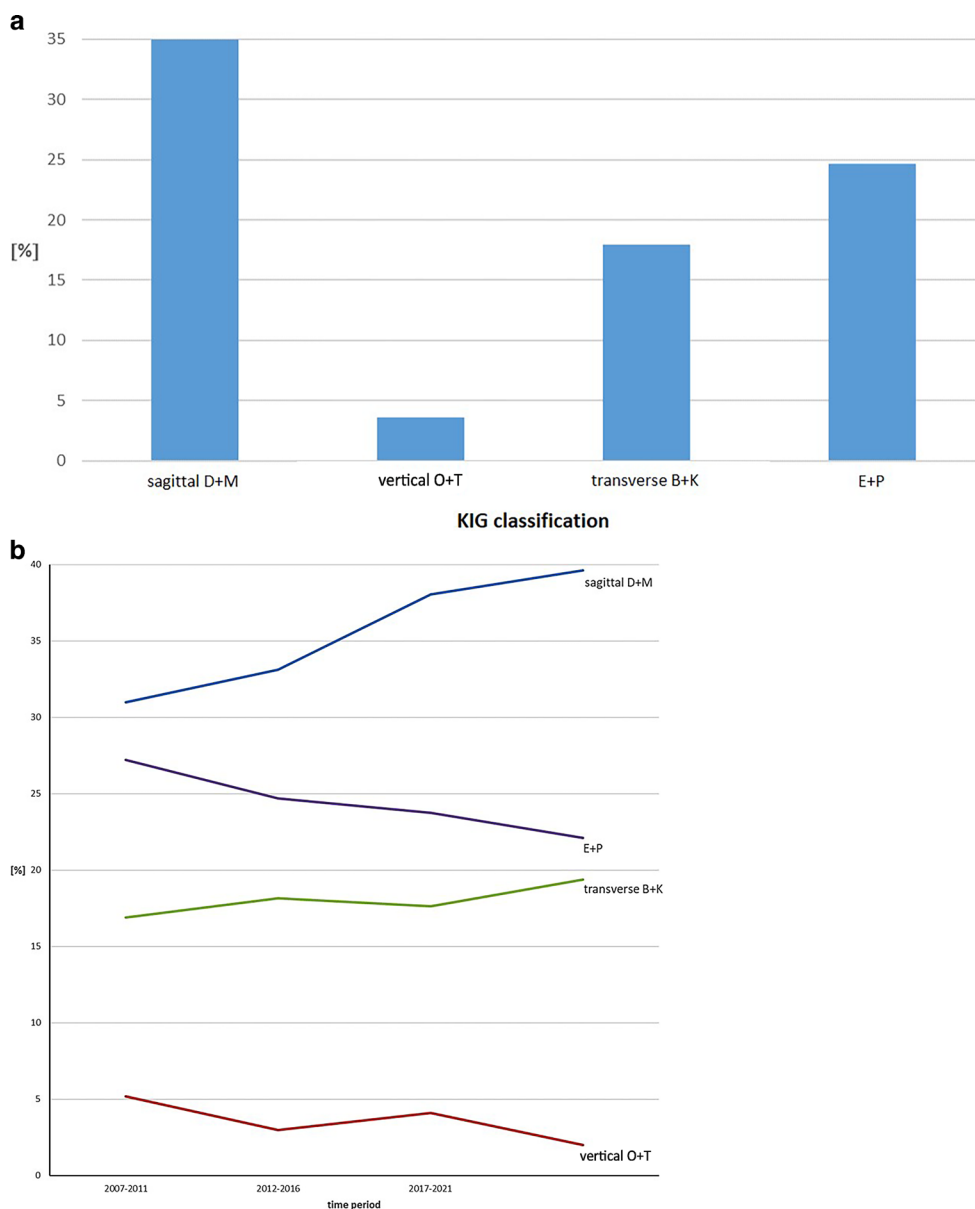 a
35
30
25
20
[%]
15
10
5
0
sagittal D+M vertical O+T transverse B+K E+P
KIG classification
b
40
sagittal D+M
35
30
25
E+P
[%] 20
transverse B+K
15
10
5
vertical O+T
0
2007-2011 2012-2016 2017-2021
time period